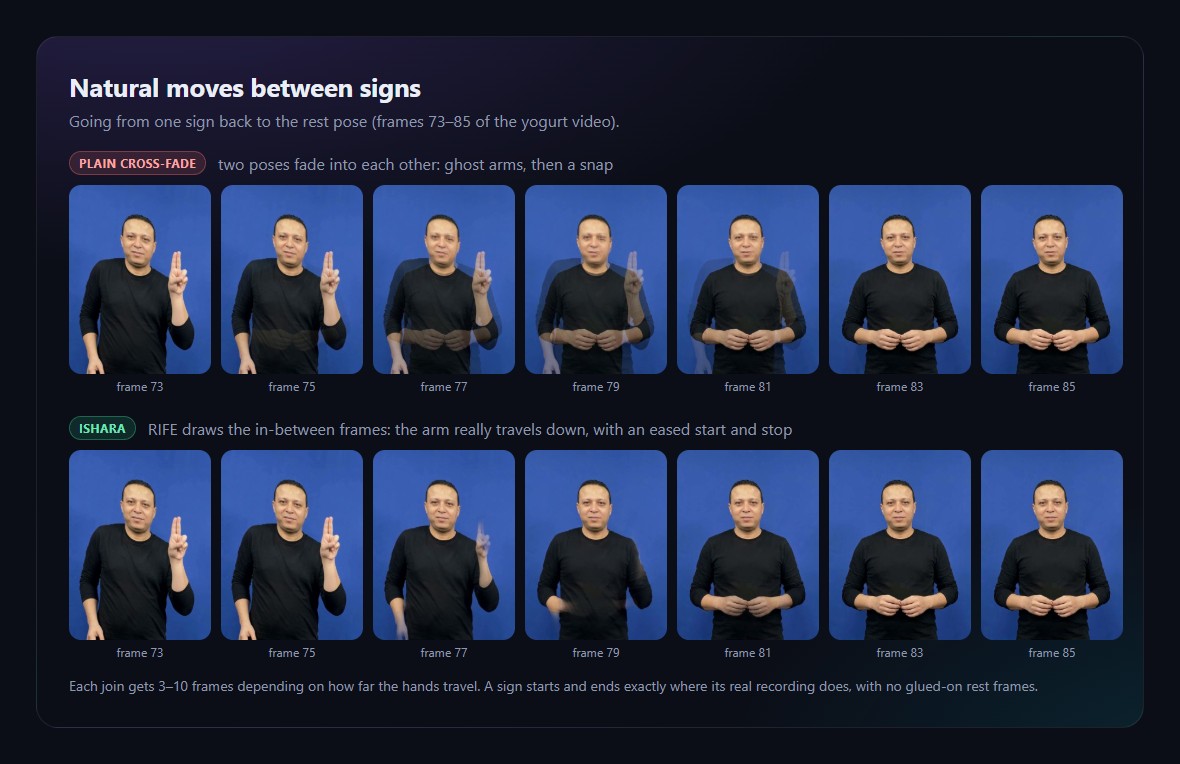 Natural moves between signs
Going from one sign back to the rest pose (frames 73–85 of the yogurt video).
PLAIN CROSS-FADE two poses fade into each other: ghost arms, then a snap
frame 73 frame 75 frame 77 frame 79 frame 81 frame 83 frame 85
ISHARA RIFE draws the in-between frames: the arm really travels down, with an eased start and stop
frame 73 frame 75 frame 77 frame 79 frame 81 frame 83 frame 85
Each join gets 3–10 frames depending on how far the hands travel. A sign starts and ends exactly where its real recording does, with no glued-on rest frames.